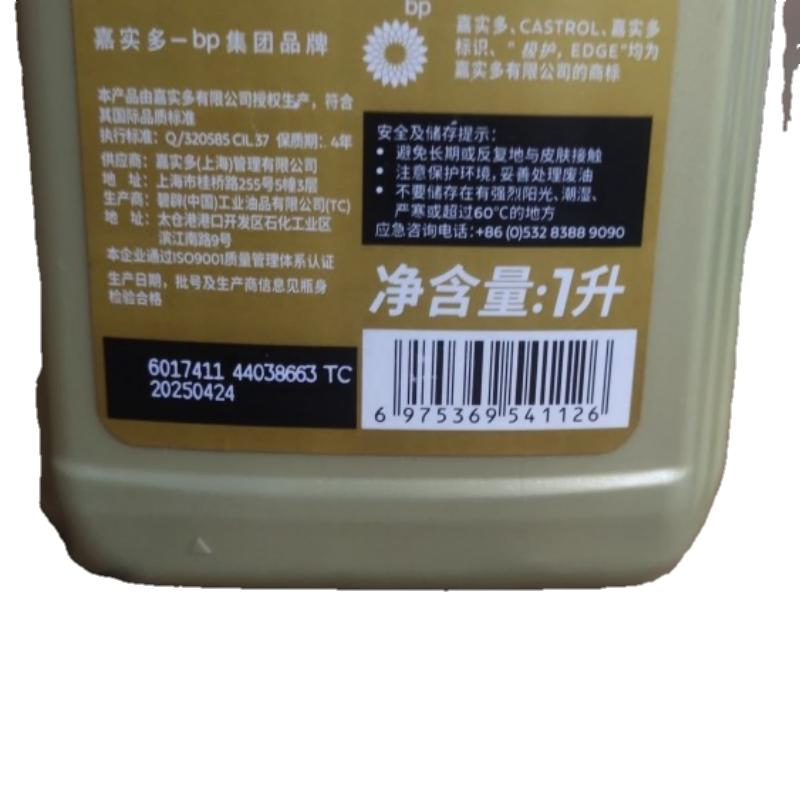 bp
嘉实多、CASTROL、嘉实多
嘉实多－bp集团品牌
标识、“极护，EDGE”均为
嘉实多有限公司的商标
本产品由嘉实多有限公司授权生产，符合
其国际品质标准
执行标准：Q/320585 CIL 37 保质期：4年
供应商：嘉实多(上海)管理有限公司
地 址：上海市桂桥路255号5幢3层
生产商：碧辟(中国)工业油品有限公司(TC)
地 址：太仓港港口开发区石化工业区
滨江南路9号
本企业通过ISO9001质量管理体系认证
生产日期，批号及生产商信息见瓶身
检验合格
安全及储存提示：
• 避免长期或反复地与皮肤接触
• 注意保护环境，妥善处理废油
• 不要储存在有强烈阳光、潮湿、
严寒或超过60℃的地方
应急咨询电话：+86 (0)532 8388 9090
净含量:1升
6017411 44038663 TC
20250424
6 975369 541126